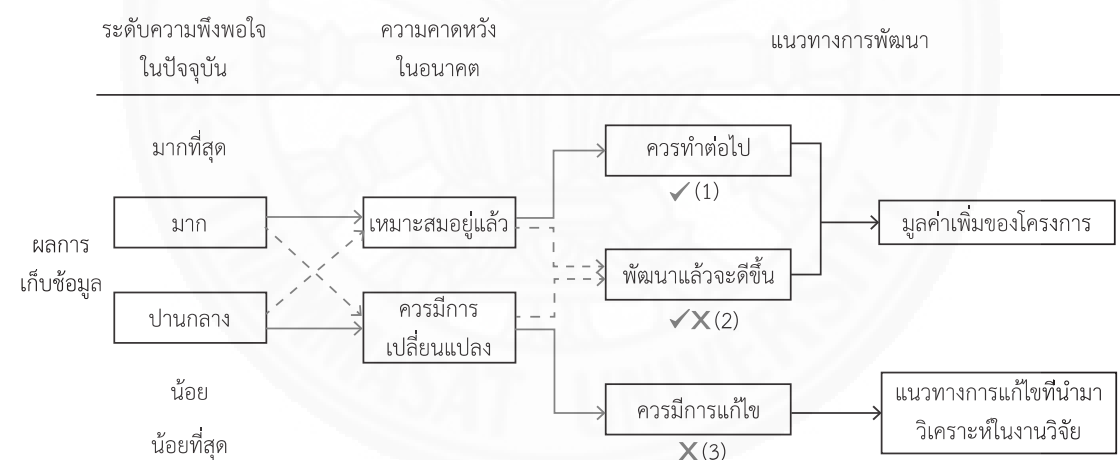 ระดับความพึงพอใจ
ในปัจจุบัน
ความคาดหวัง
ในอนาคต
แนวทางการพัฒนา
ผลการ
เก็บข้อมูล
มากที่สุด
มาก
ปานกลาง
น้อย
น้อยที่สุด
เหมาะสมอยู่แล้ว
ควรมีการ
เปลี่ยนแปลง
ควรทำต่อไป
✓(1)
พัฒนาแล้วจะดีขึ้น
✓X(2)
ควรมีการแก้ไข
X(3)
มูลค่าเพิ่มของโครงการ
แนวทางการแก้ไขที่นำมา
วิเคราะห์ในงานวิจัย